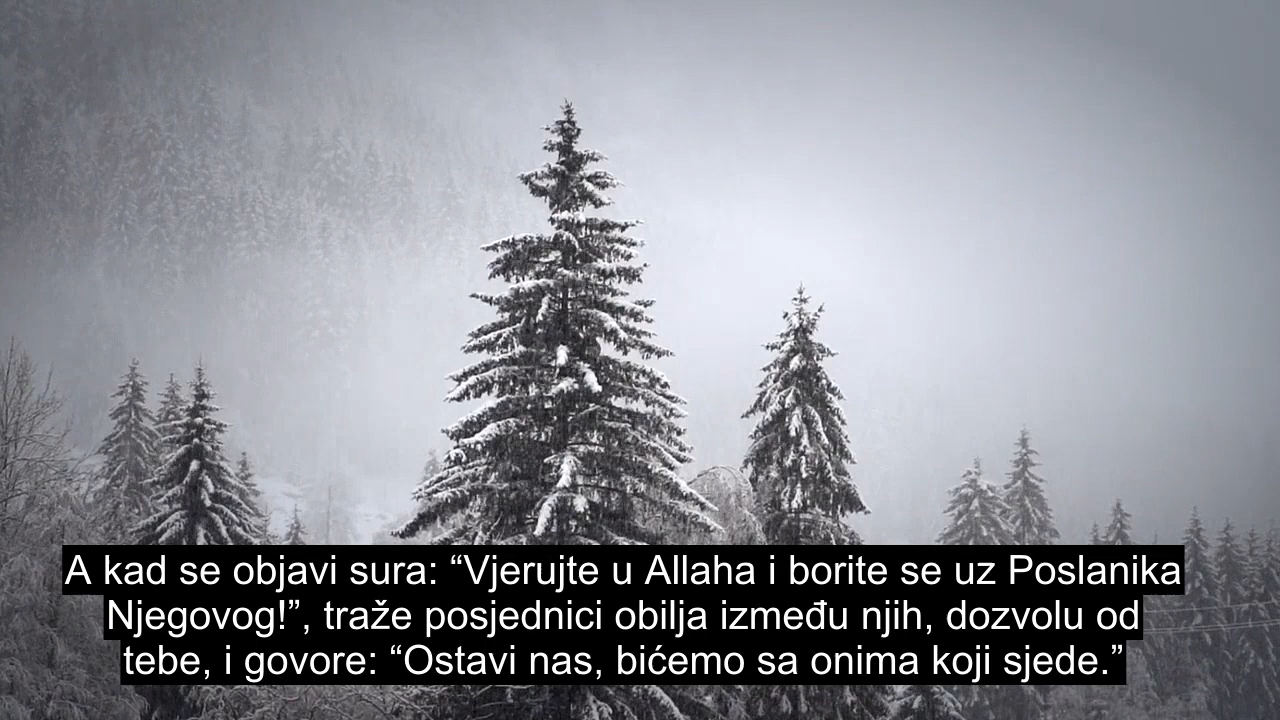 A kad se objavi sura: “Vjerujte u Allaha i borite se uz Poslanika
Njegovog!”, traže posjednici obilja između njih, dozvolu od
tebe, i govore: “Ostavi nas, bićemo sa onima koji sjede.”